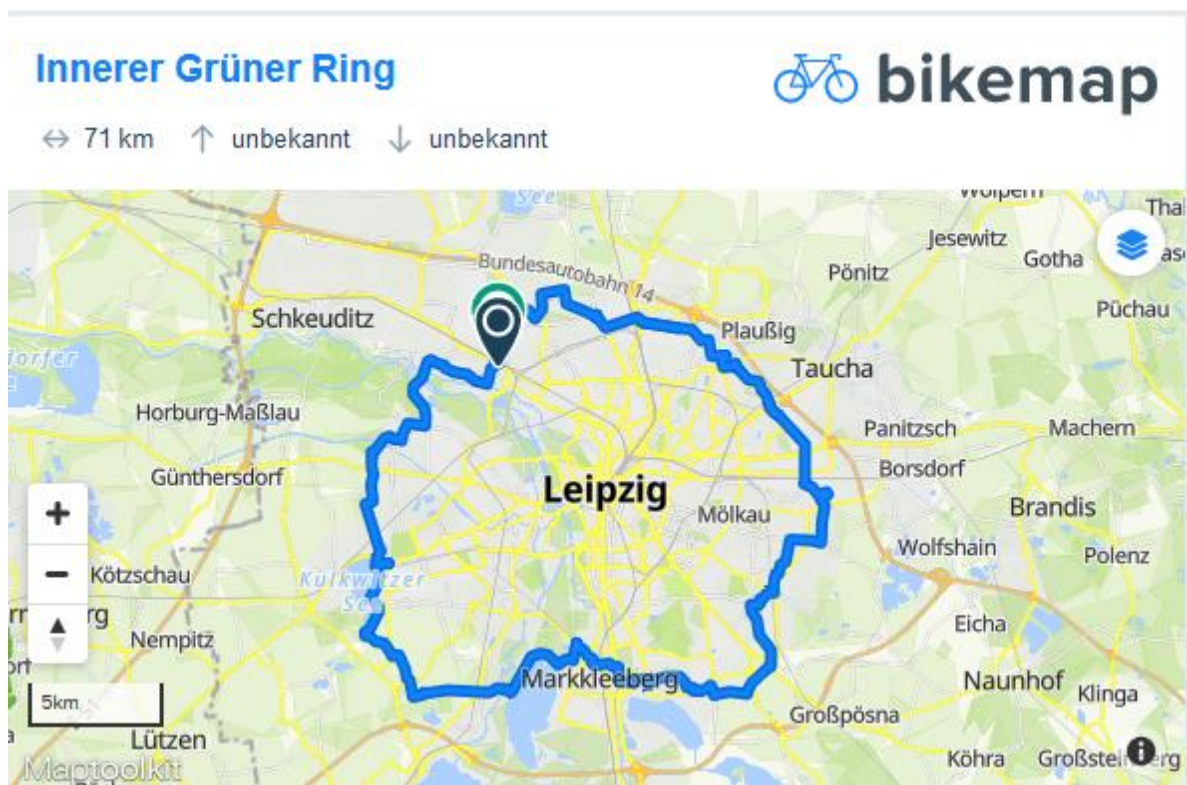 Innerer Grüner Ring
bikemap
71 km unbekannt unbekannt
See
Wölpern
Jesewitz
Gotha
Pönitz
Bundesautobahn 14
Püchau
Schkeuditz
Plaußig
Taucha
Horburg-Maßlau
Panitzsch
Machern
Borsdorf
Günthersdorf
Leipzig
Mölkau
Brandis
+
Wolfshain
Polenz
−
Kötzschau
Kulkwitzer
Nempitz
Eicha
Markkleeberg
Naunhof
Klinga
5km
Großpösna
Lützen
Köhra
Maptoolkit